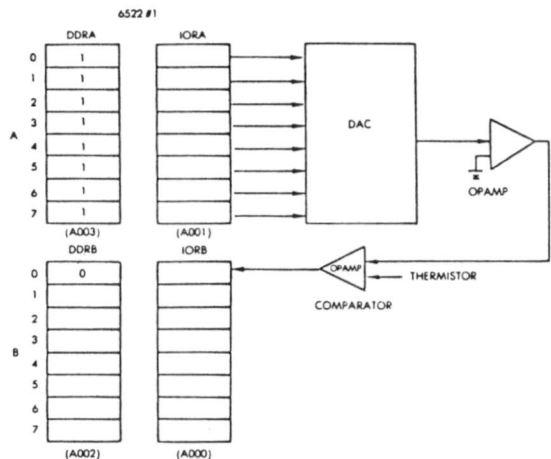 6522 #1
DDRA IORA
0 1
1 1
2 1
A 3 1
4 1
5 1
6 1
7 1
DAC
OPAMP
(A003) (A001)
DDRB IORB
0 0
1
2
B 3
4
5
6
7
OPAMP
THERMISTOR
COMPARATOR
(A002) (A000)